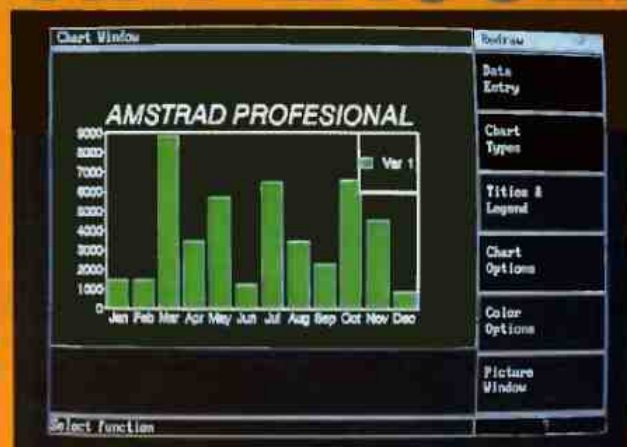 Chart Window
Redraw
Data
Entry
Chart
Types
Titles &
Legend
Chart
Options
Color
Options
Picture
Window
AMSTRAD PROFESIONAL
9000
8000
7000
6000
5000
4000
3000
2000
1000
0
Var 1
Jan Feb Mar Apr May Jun Jul Aug Sep Oct Nov Dec
Select function